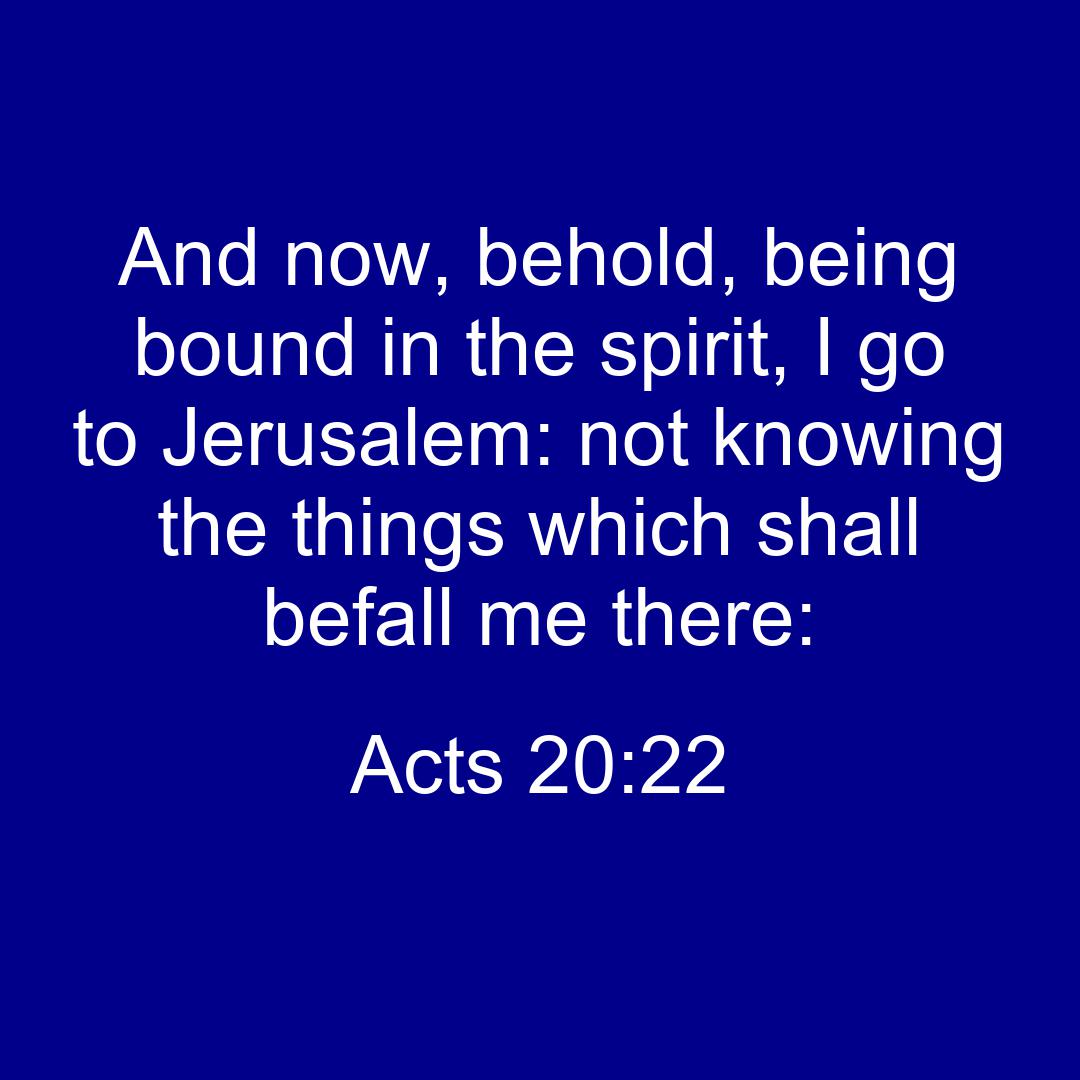 And now, behold, being
bound in the spirit, I go
to Jerusalem: not knowing
the things which shall
befall me there:
Acts 20:22